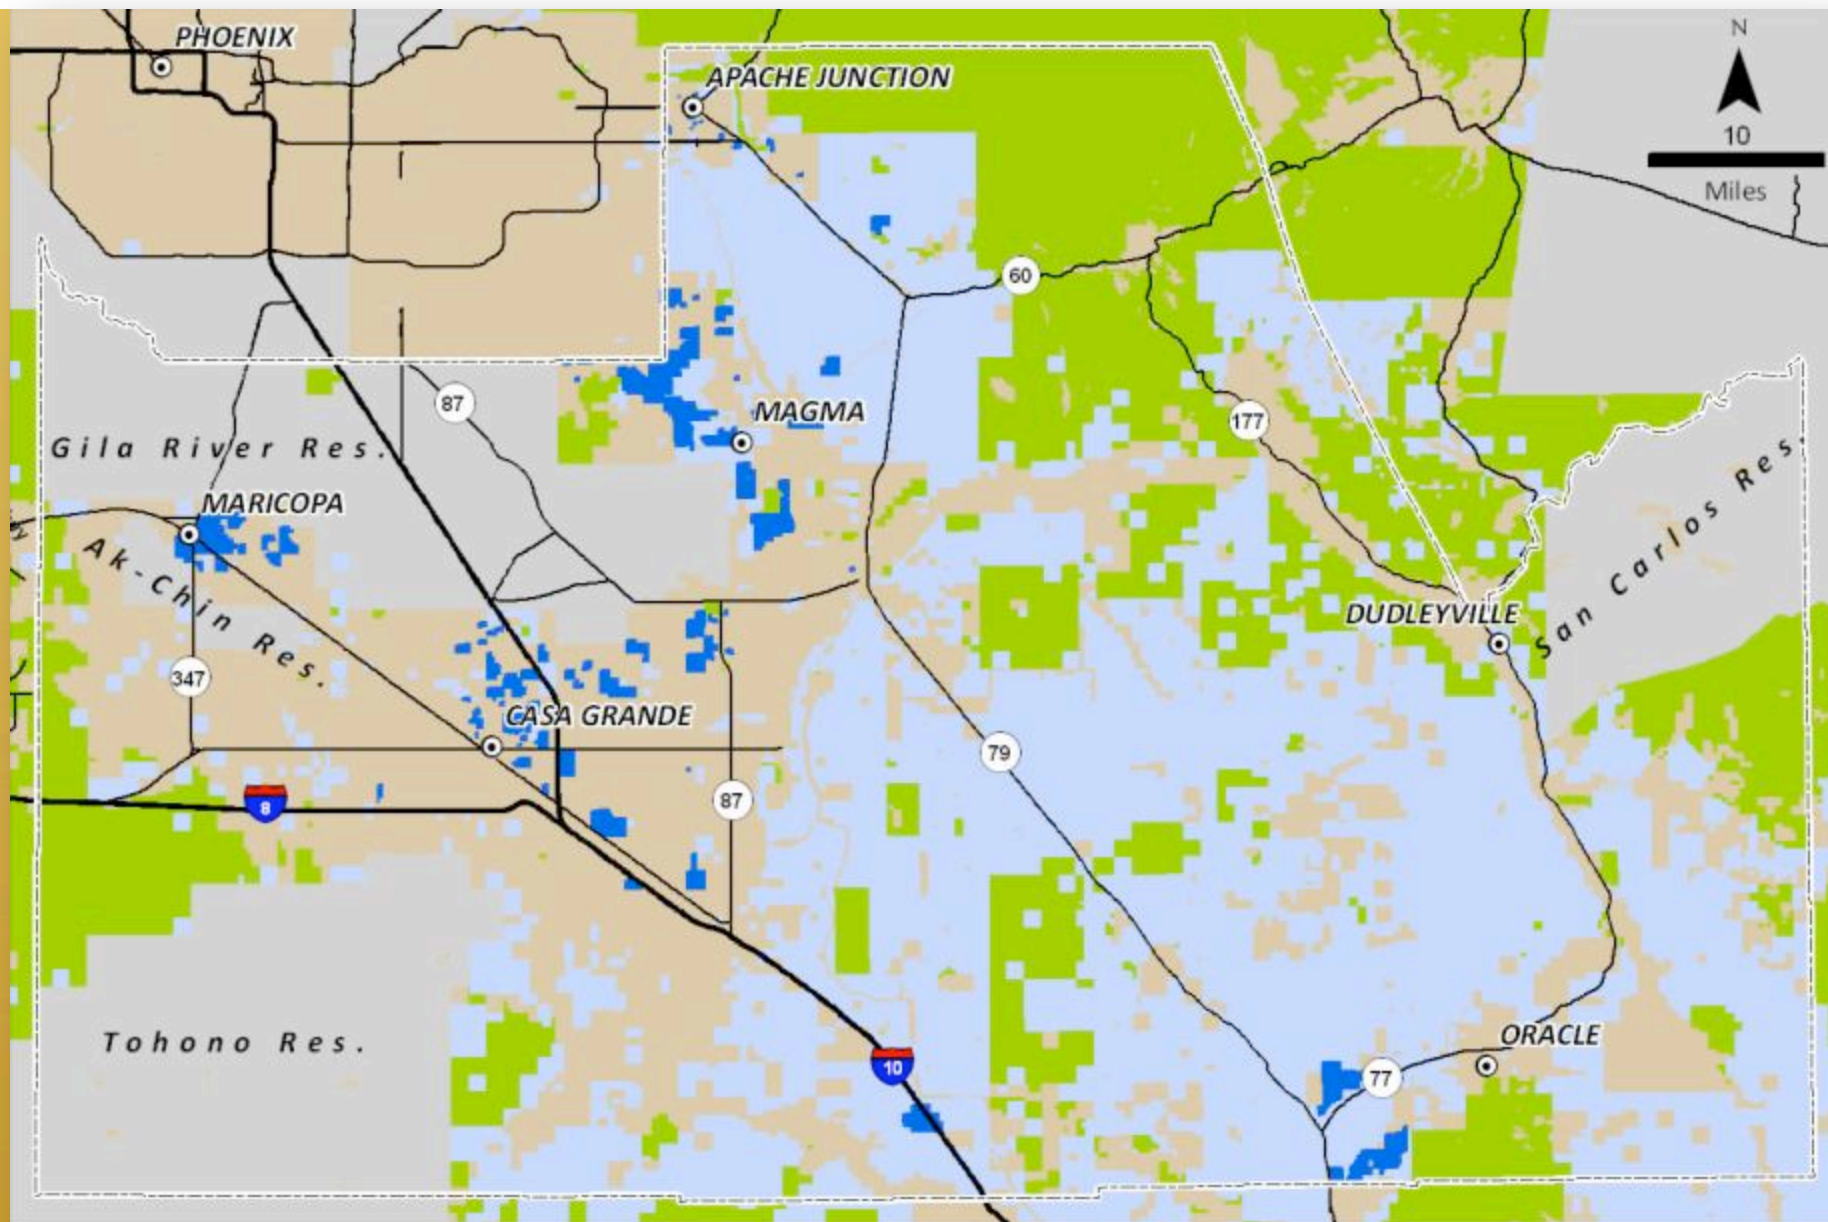 PHOENIX
N
APACHE JUNCTION
10
Miles
60
87
MAGMA
177
Gila River Res.
San Carlos Res.
MARICOPA
Ak-Chin Res.
DUDLEYVILLE
347
CASA GRANDE
79
8
87
Tohono Res.
ORACLE
10
77